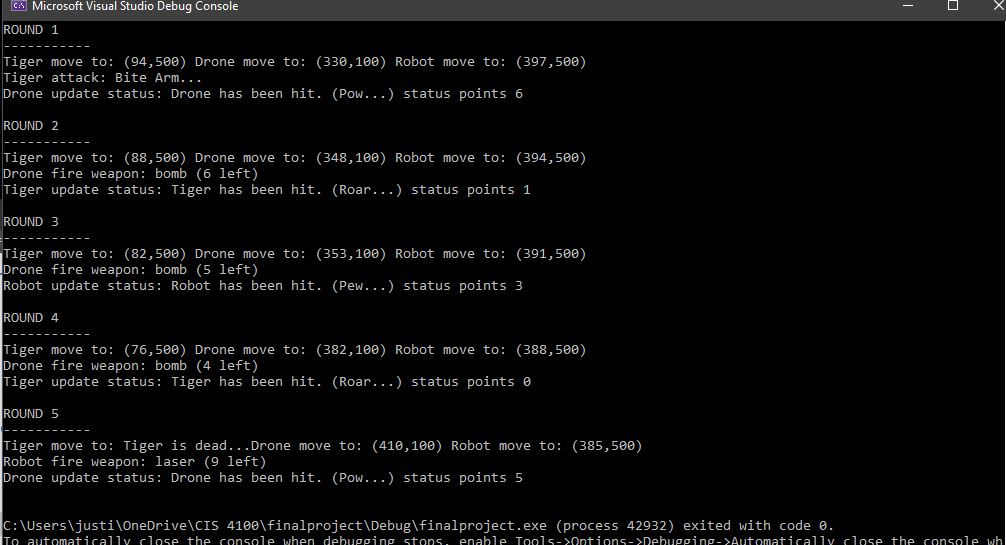 Microsoft Visual Studio Debug Console
ROUND 1
-----------
Tiger move to: (94,500) Drone move to: (330,100) Robot move to: (397,500)
Tiger attack: Bite Arm...
Drone update status: Drone has been hit. (Pow...) status points 6
ROUND 2
-----------
Tiger move to: (88,500) Drone move to: (348,100) Robot move to: (394,500)
Drone fire weapon: bomb (6 left)
Tiger update status: Tiger has been hit. (Roar...) status points 1
ROUND 3
-----------
Tiger move to: (82,500) Drone move to: (353,100) Robot move to: (391,500)
Drone fire weapon: bomb (5 left)
Robot update status: Robot has been hit. (Pew...) status points 3
ROUND 4
-----------
Tiger move to: (76,500) Drone move to: (382,100) Robot move to: (388,500)
Drone fire weapon: bomb (4 left)
Tiger update status: Tiger has been hit. (Roar...) status points 0
ROUND 5
-----------
Tiger move to: Tiger is dead...Drone move to: (410,100) Robot move to: (385,500)
Robot fire weapon: laser (9 left)
Drone update status: Drone has been hit. (Pow...) status points 5
C:\Users\justi\OneDrive\CIS 4100\finalproject\Debug\finalproject.exe (process 42932) exited with code 0.
To automatically close the console when debugging stops, enable Tools->Options->Debugging->Automatically close the console wh